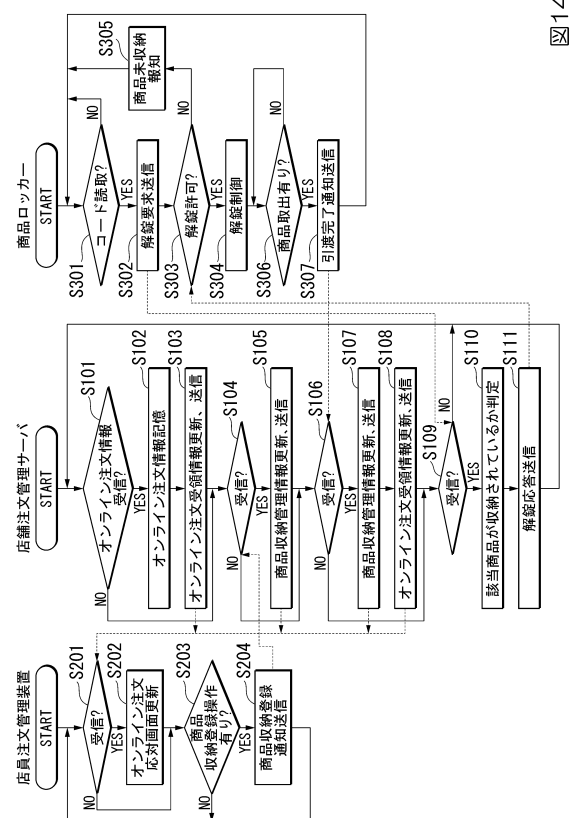 図14
店員注文管理装置
START
S201
受信?
NO
YES
S202
オンライン注文
応対画面更新
S203
商品
収納登録操作
有り?
NO
YES
S204
商品収納登録
通知送信
店舗注文管理サーバ
START
S101
オンライン注文情報
受信?
NO
YES
S102
オンライン注文情報記憶
S103
オンライン注文受領情報更新、送信
S104
受信?
NO
YES
S105
商品収納管理情報更新、送信
S106
受信?
NO
YES
S107
商品収納管理情報更新、送信
S108
オンライン注文受領情報更新、送信
S109
受信?
NO
YES
S110
該当商品が収納されているか判定
S111
解錠応答送信
商品ロッカー
START
S301
コード読取?
NO
YES
S302
解錠要求送信
S303
解錠許可?
NO
YES
S305
商品未収納
報知
S304
解錠制御
S306
商品取出有り?
NO
YES
S307
引渡完了通知送信